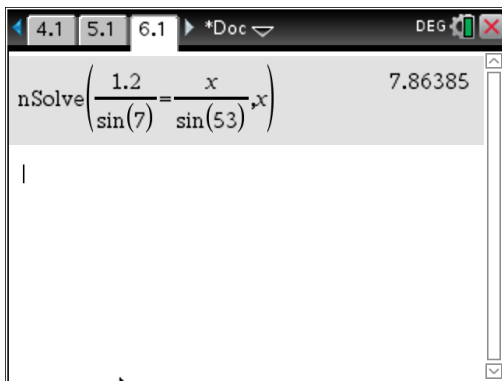 4.1 5.1 6.1 *Doc DEG
nSolve(1.2/sin(7)=x/sin(53),x) 7.86385